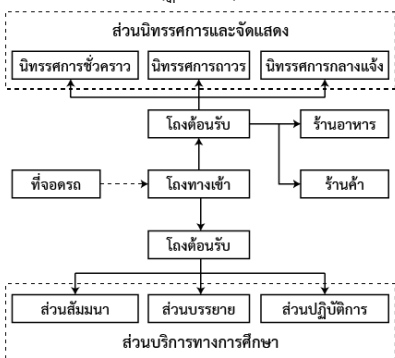 ส่วนนิทรรศการและจัดแสดง
นิทรรศการชั่วคราว นิทรรศการถาวร นิทรรศการกลางแจ้ง
โถงต้อนรับ ร้านอาหาร
ที่จอดรถ โถงทางเข้า ร้านค้า
โถงต้อนรับ
ส่วนสัมมนา ส่วนบรรยาย ส่วนปฏิบัติการ
ส่วนบริการทางการศึกษา